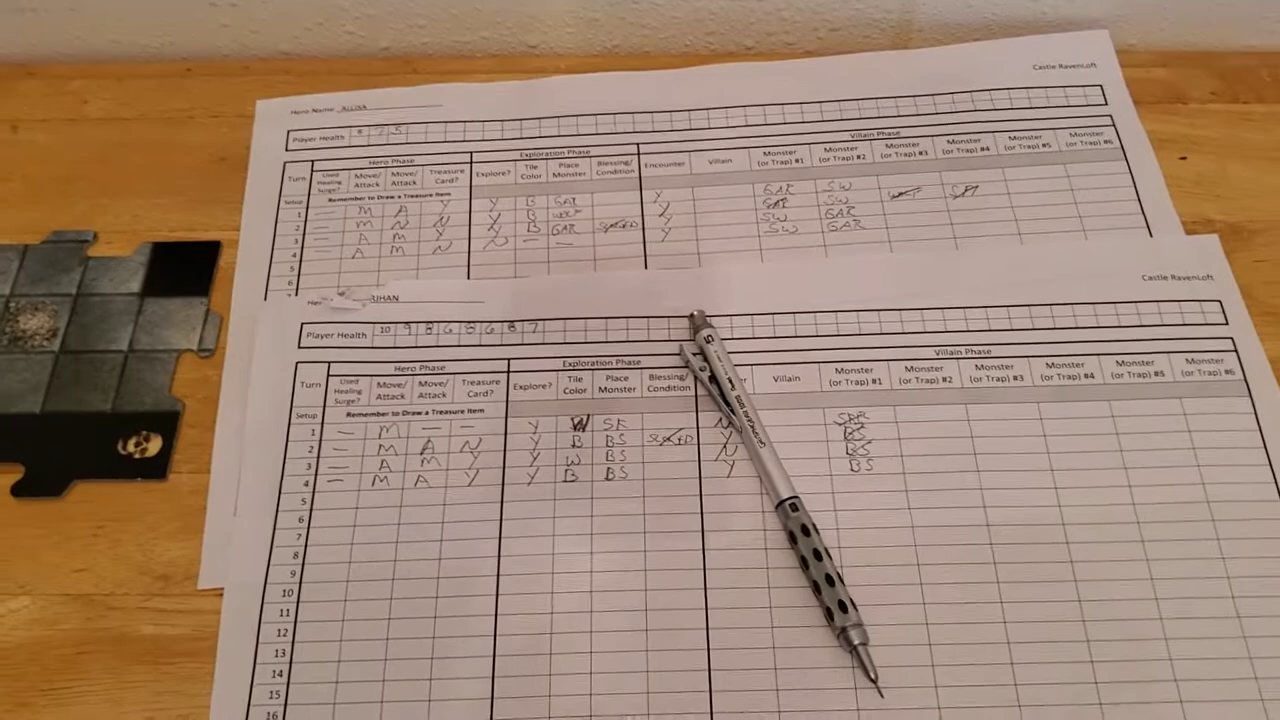 Castle RavenLoft
Hero Name ALLISA
Player Health 8 7 5
Hero Phase Exploration Phase Villain Phase
Turn Used Healing Surge? Move/ Attack Move/ Attack Treasure Card? Explore? Tile Color Place Monster Blessing/ Condition Encounter Villain Monster (or Trap) #1 Monster (or Trap) #2 Monster (or Trap) #3 Monster (or Trap) #4 Monster (or Trap) #5 Monster (or Trap) #6
Setup Remember to Draw a Treasure Item
1 — M A Y Y B GAR Y GAR SW
2 — M N N Y B Y GAR SW
3 — A M Y Y B GAR Y SW GAR
4 — A M N N — — Y SW GAR
5
6
Castle RavenLoft
RJHAN
Player Health 10 9 8 6 8 6 8 7
Hero Phase Exploration Phase Villain Phase
Turn Used Healing Surge? Move/ Attack Move/ Attack Treasure Card? Explore? Tile Color Place Monster Blessing/ Condition Villain Monster (or Trap) #1 Monster (or Trap) #2 Monster (or Trap) #3 Monster (or Trap) #4 Monster (or Trap) #5 Monster (or Trap) #6
Setup Remember to Draw a Treasure Item
1 — M — — Y W SK N
2 — M A N Y B BS Y BS
3 — A M Y Y W BS N BS
4 — M A Y Y B BS Y BS
5
6
7
8
9
10
11
12
13
14
15
16